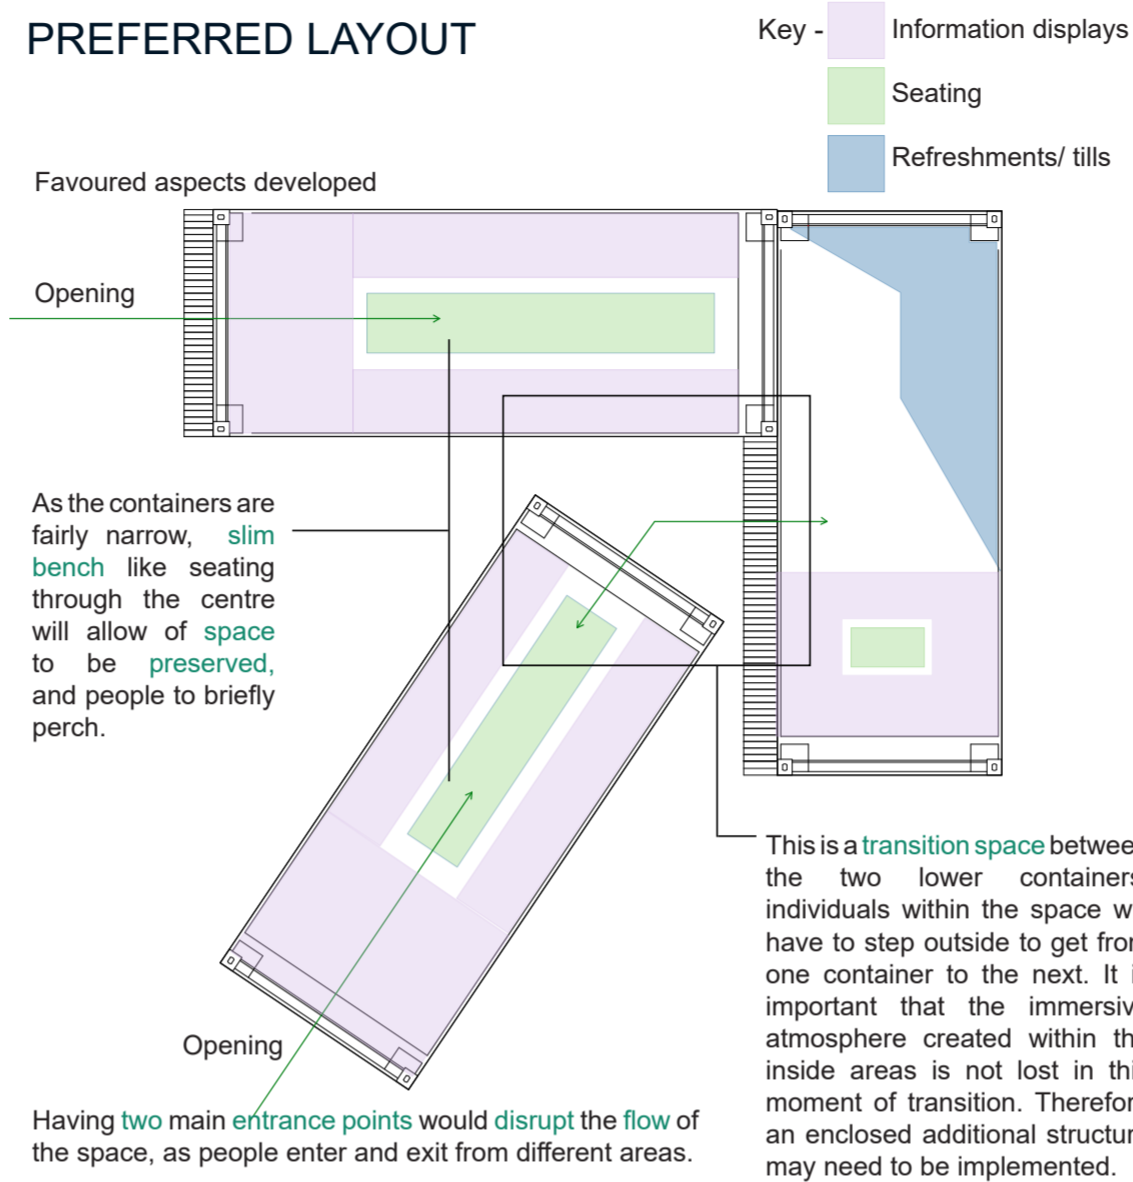 PREFERRED LAYOUT
Key -
Information displays
Seating
Refreshments/ tills
Favoured aspects developed
Opening
As the containers are
fairly narrow, slim
bench like seating
through the centre
will allow of space
to be preserved,
and people to briefly
perch.
This is a transition space betwee
the two lower containers
individuals within the space w
have to step outside to get fron
one container to the next. It i
important that the immersiv
atmosphere created within th
inside areas is not lost in thi
moment of transition. Therefor
an enclosed additional structur
may need to be implemented.
Opening
Having two main entrance points would disrupt the flow of
the space, as people enter and exit from different areas.